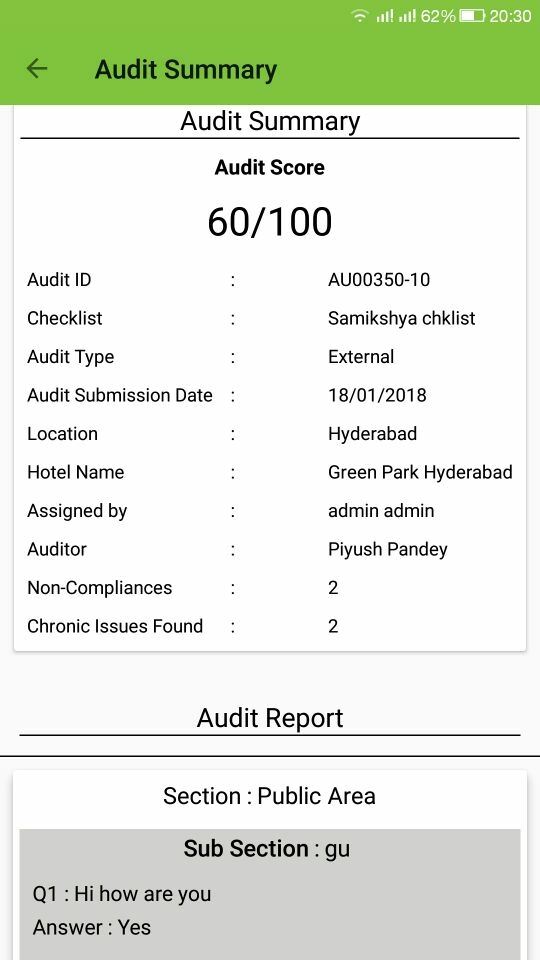 62% 20:30
Audit Summary
Audit Summary
Audit Score
60/100
Audit ID : AU00350-10
Checklist : Samikshya chklist
Audit Type : External
Audit Submission Date : 18/01/2018
Location : Hyderabad
Hotel Name : Green Park Hyderabad
Assigned by : admin admin
Auditor : Piyush Pandey
Non-Compliances : 2
Chronic Issues Found : 2
Audit Report
Section : Public Area
Sub Section : gu
Q1 : Hi how are you
Answer : Yes